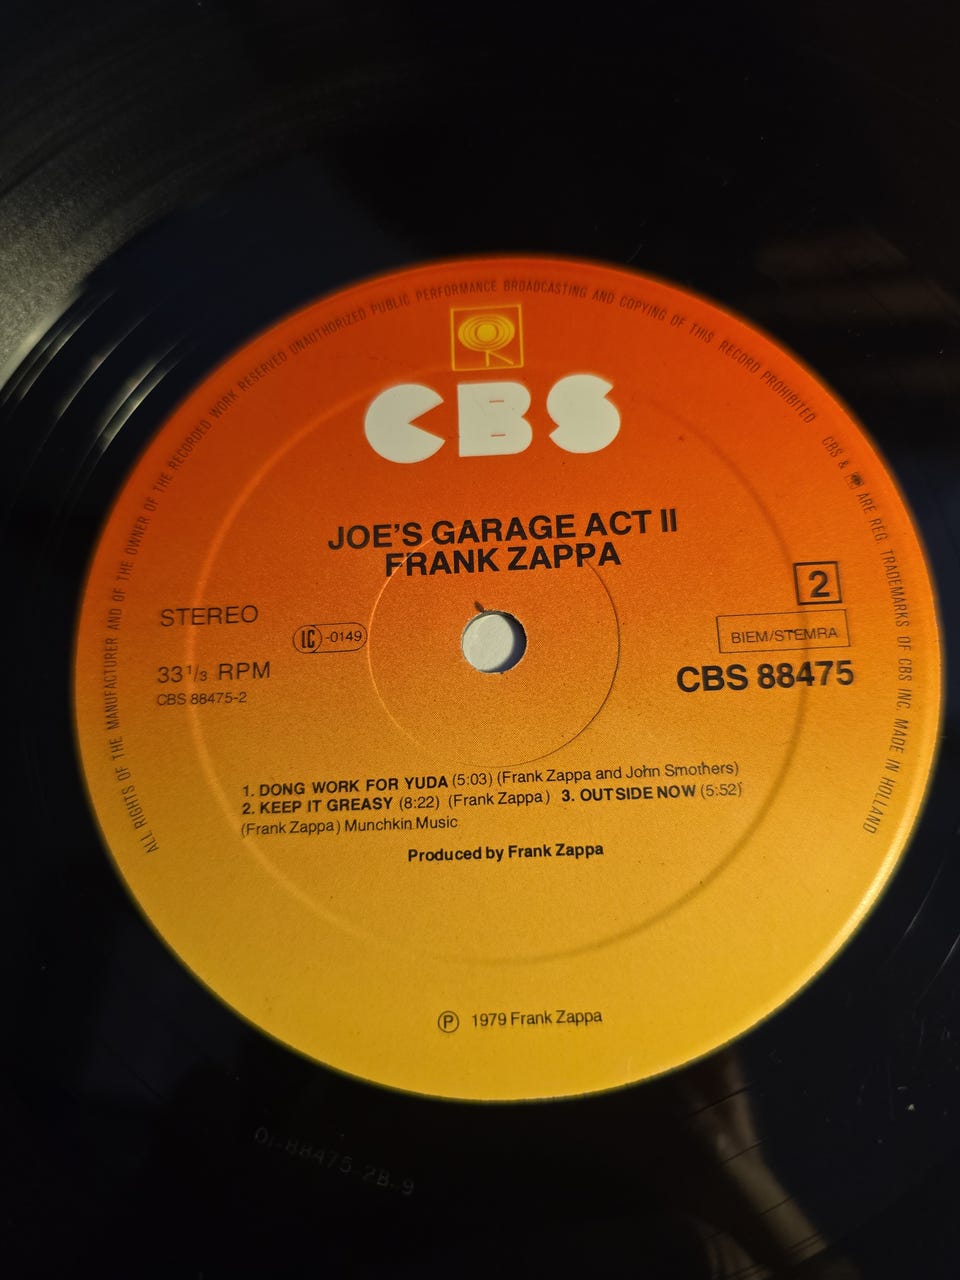 ALL RIGHTS OF THE MANUFACTURER AND OF THE OWNER OF THE RECORDED WORK RESERVED UNAUTHORIZED PUBLIC PERFORMANCE BROADCASTING AND COPYING OF THIS RECORD PROHIBITED CBS & ARE REG. TRADEMARKS OF CBS INC. MADE IN HOLLAND
CBS
JOE'S GARAGE ACT II
FRANK ZAPPA
2
STEREO
LC -0149
BIEM/STEMRA
33 1/3 RPM
CBS 88475
CBS 88475-2
1. DONG WORK FOR YUDA (5:03) (Frank Zappa and John Smothers)
2. KEEP IT GREASY (8:22) (Frank Zappa) 3. OUTSIDE NOW (5:52)
(Frank Zappa) Munchkin Music
Produced by Frank Zappa
Ⓟ 1979 Frank Zappa
01-88475-2B-9